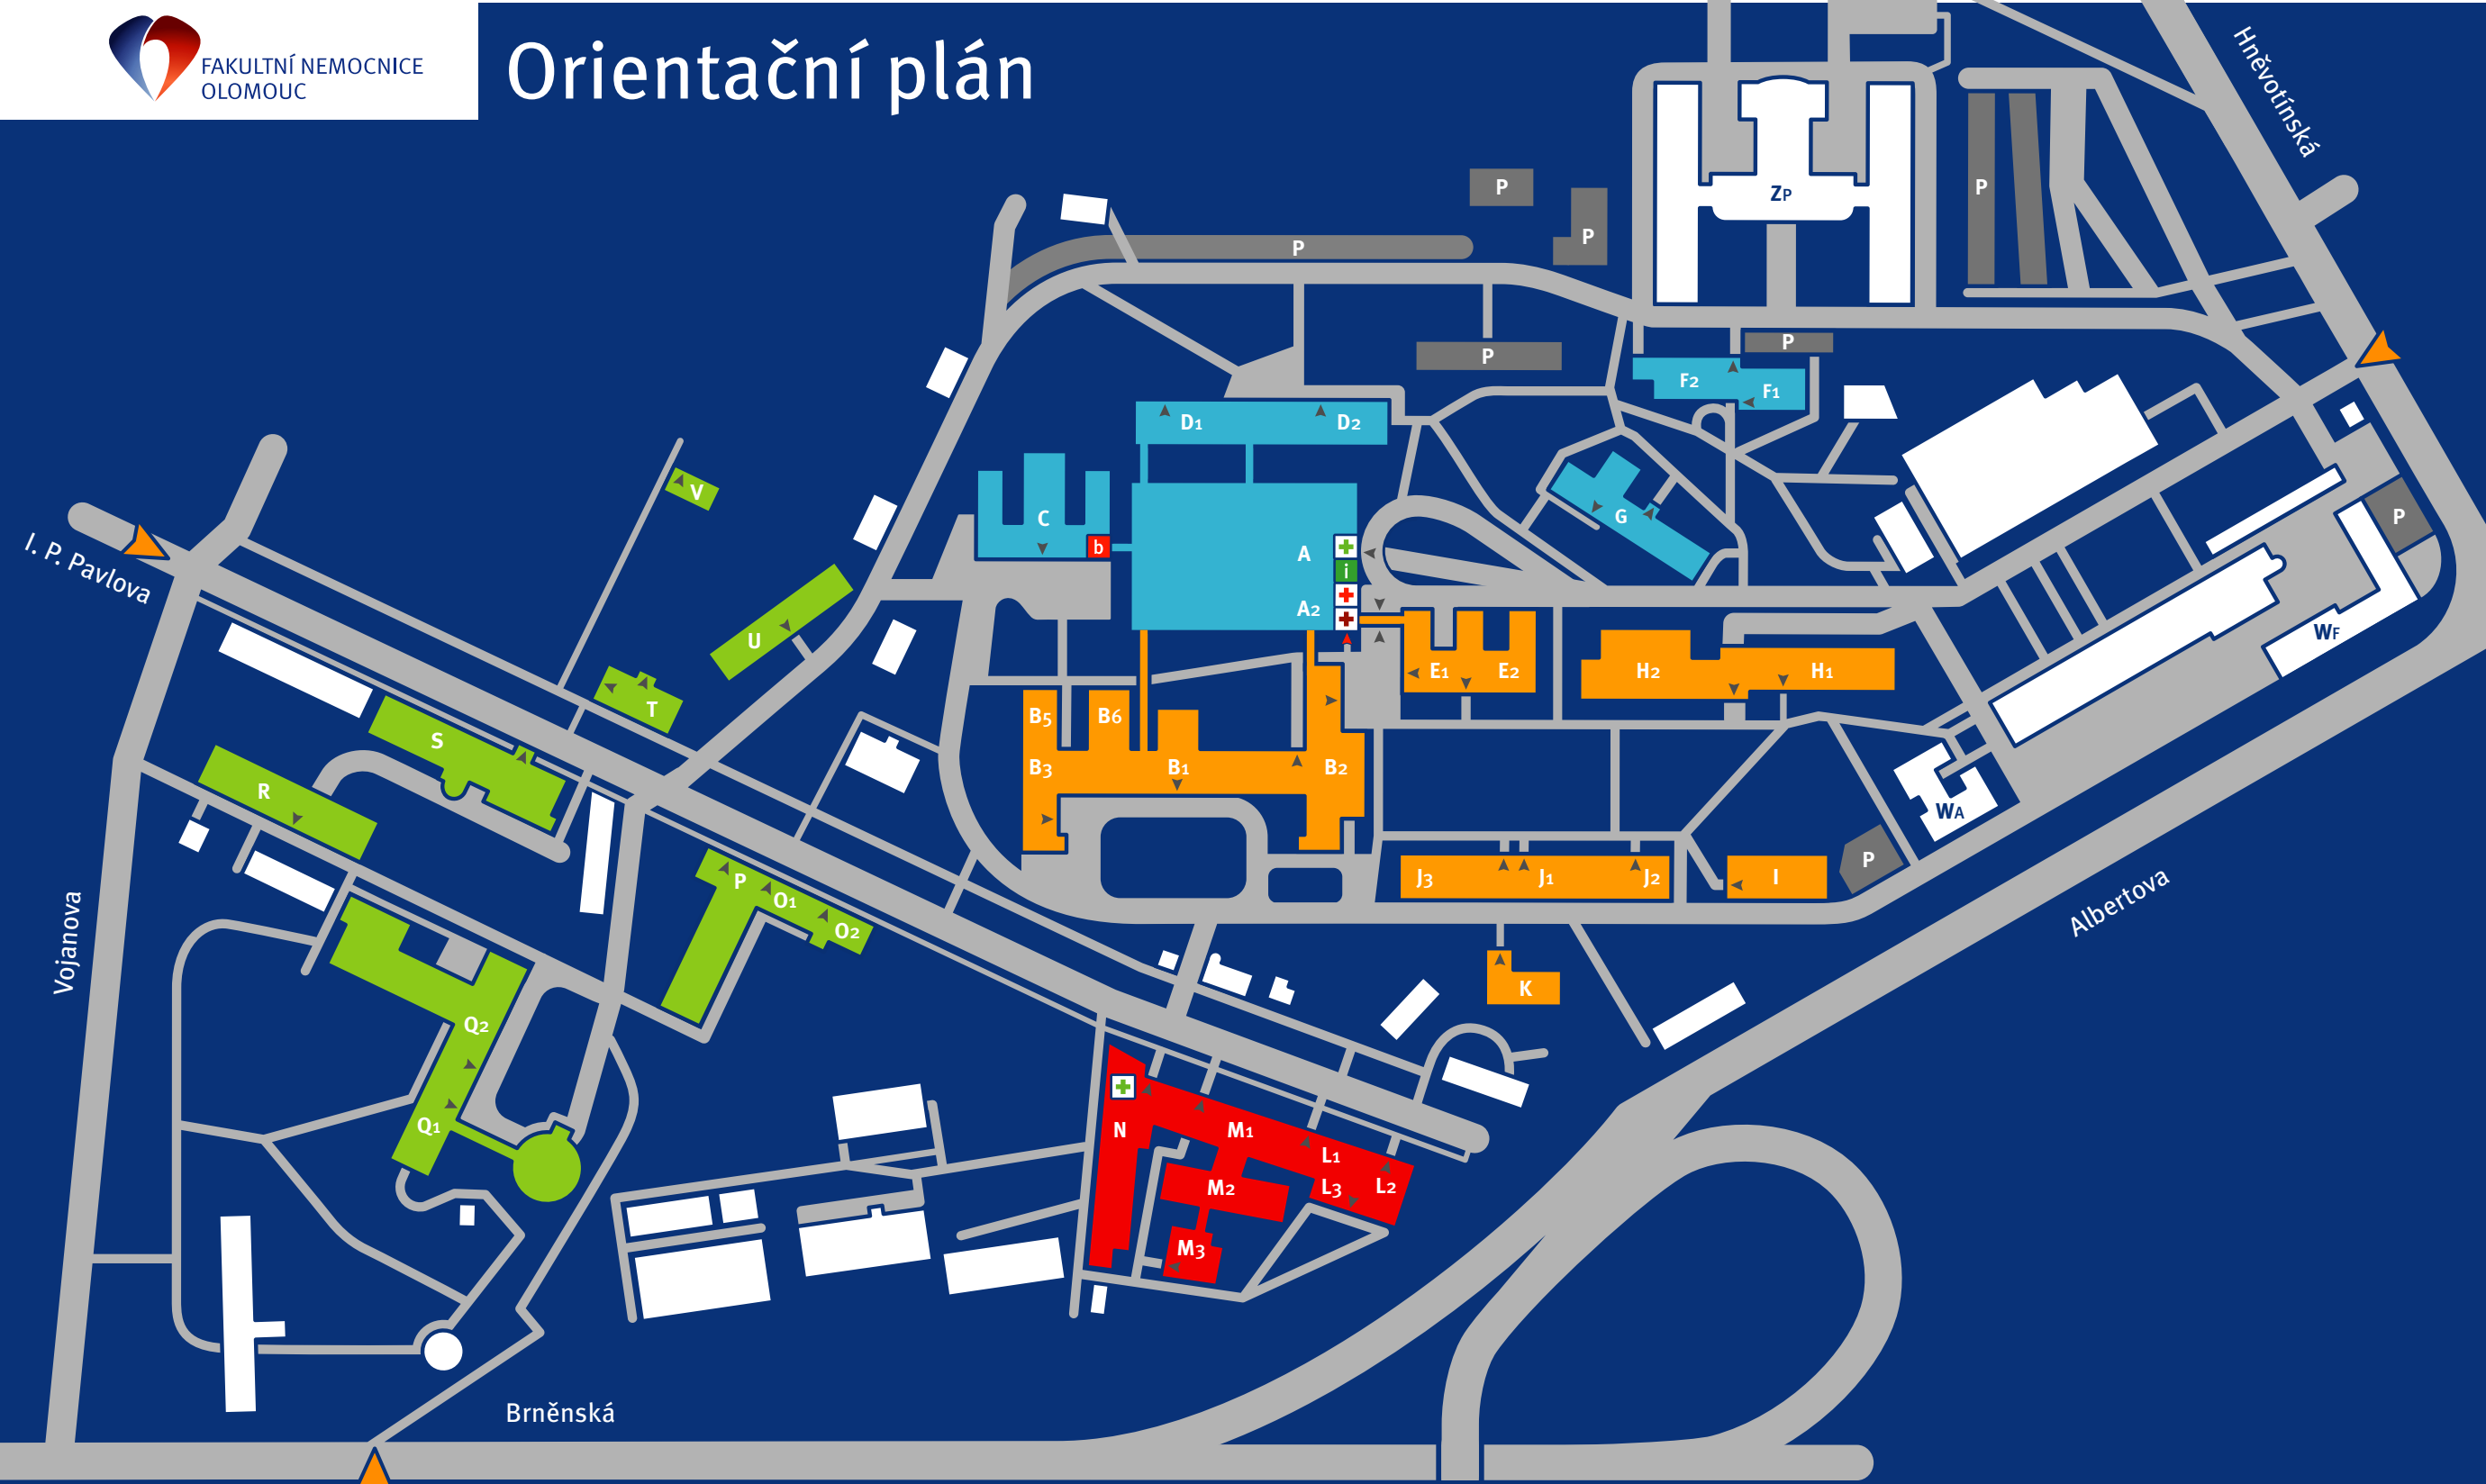 FAKULTNÍ NEMOCNICE
OLOMOUC
Orientační plán
Hněvotínská
P
P
P
ZP
P
P
P
F2
F1
D1
D2
V
C
b
A
i
G
P
A2
U
WF
E1
E2
H2
H1
I. P. Pavlova
T
S
B5
B6
R
B3
B1
B2
WA
P
P
O1
O2
J3
J1
J2
I
Vojanova
Albertova
K
Q2
Q1
N
M1
L1
M2
L3
L2
M3
Brněnská